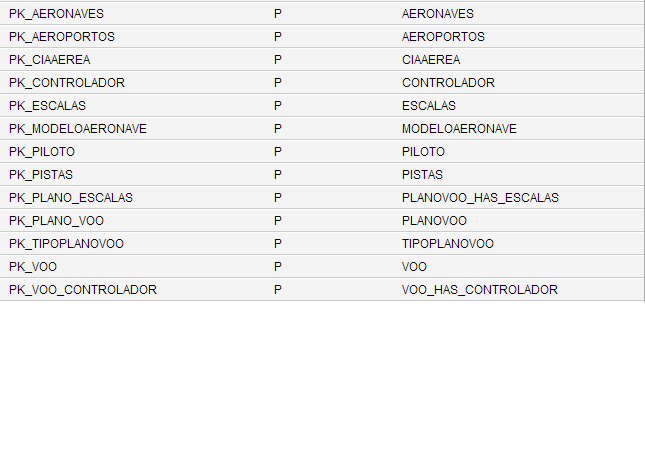 PK_AERONAVES P AERONAVES
PK_AEROPORTOS P AEROPORTOS
PK_CIAAEREA P CIAAEREA
PK_CONTROLADOR P CONTROLADOR
PK_ESCALAS P ESCALAS
PK_MODELOAERONAVE P MODELOAERONAVE
PK_PILOTO P PILOTO
PK_PISTAS P PISTAS
PK_PLANO_ESCALAS P PLANOVOO_HAS_ESCALAS
PK_PLANO_VOO P PLANOVOO
PK_TIPOPLANOVOO P TIPOPLANOVOO
PK_VOO P VOO
PK_VOO_CONTROLADOR P VOO_HAS_CONTROLADOR